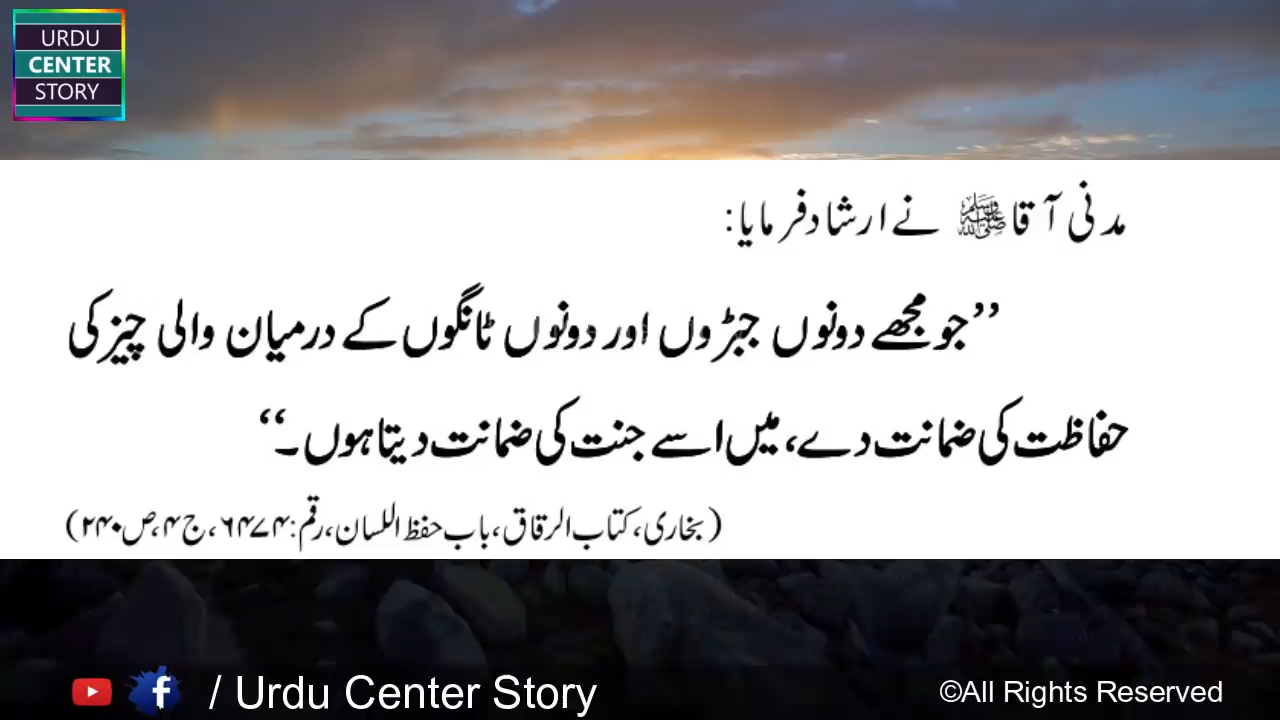 URDU
CENTER
STORY
مدنی آقا ﷺ نے ارشاد فرمایا:
”جو مجھے دونوں جبڑوں اور دونوں ٹانگوں کے درمیان والی چیز کی
حفاظت کی ضمانت دے، میں اسے جنت کی ضمانت دیتا ہوں۔“
(بخاری، کتاب الرقاق، باب حفظ اللسان، رقم: ۶۴۷۴، ج۴، ص۲۴۰)
/ Urdu Center Story
©All Rights Reserved